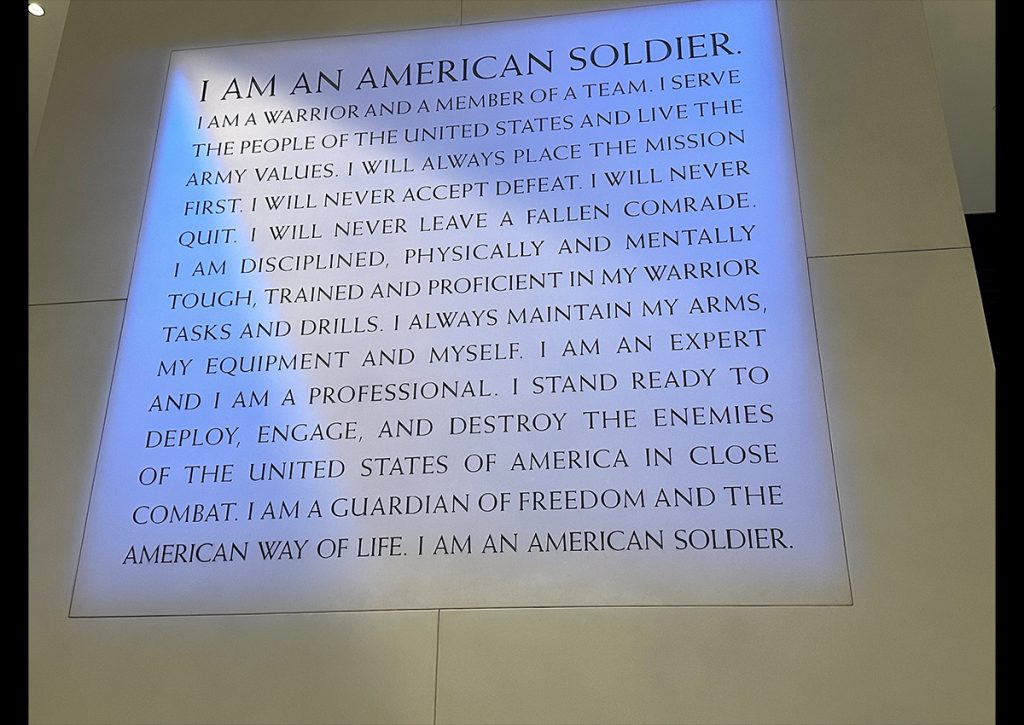 I AM AN AMERICAN SOLDIER.
I AM A WARRIOR AND A MEMBER OF A TEAM. I SERVE
THE PEOPLE OF THE UNITED STATES AND LIVE THE
ARMY VALUES. I WILL ALWAYS PLACE THE MISSION
FIRST. I WILL NEVER ACCEPT DEFEAT. I WILL NEVER
QUIT. I WILL NEVER LEAVE A FALLEN COMRADE.
I AM DISCIPLINED, PHYSICALLY AND MENTALLY
TOUGH, TRAINED AND PROFICIENT IN MY WARRIOR
TASKS AND DRILLS. I ALWAYS MAINTAIN MY ARMS,
MY EQUIPMENT AND MYSELF. I AM AN EXPERT
AND I AM A PROFESSIONAL. I STAND READY TO
DEPLOY, ENGAGE, AND DESTROY THE ENEMIES
OF THE UNITED STATES OF AMERICA IN CLOSE
COMBAT. I AM A GUARDIAN OF FREEDOM AND THE
AMERICAN WAY OF LIFE. I AM AN AMERICAN SOLDIER.